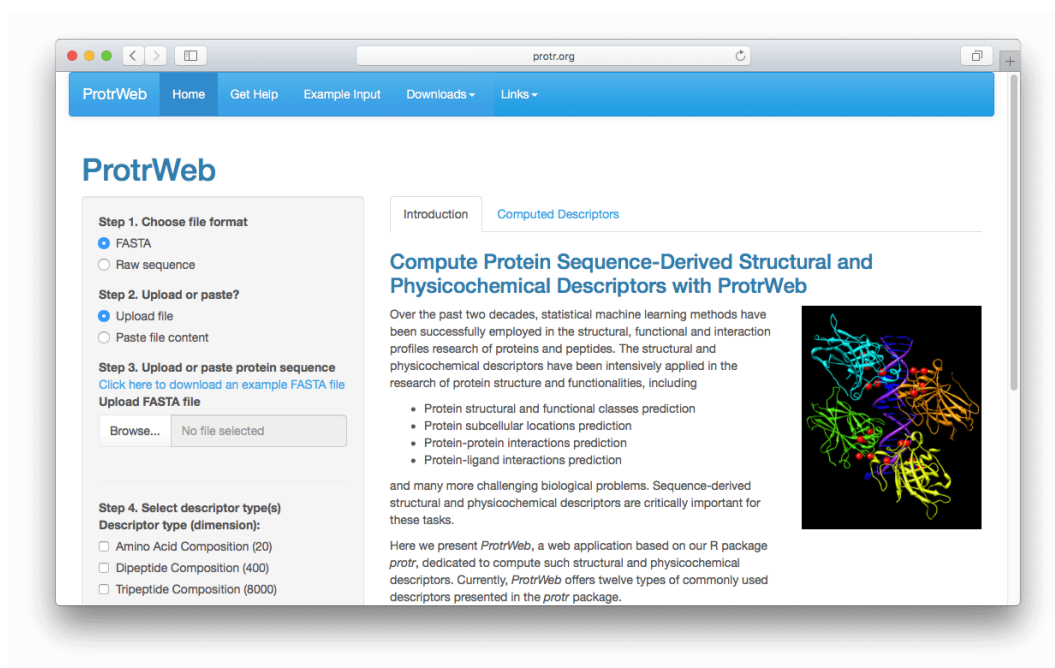 protr.org
ProtrWeb Home Get Help Example Input Downloads Links
ProtrWeb
Step 1. Choose file format
FASTA
Raw sequence
Step 2. Upload or paste?
Upload file
Paste file content
Step 3. Upload or paste protein sequence
Click here to download an example FASTA file
Upload FASTA file
Browse... No file selected
Step 4. Select descriptor type(s)
Descriptor type (dimension):
Amino Acid Composition (20)
Dipeptide Composition (400)
Tripeptide Composition (8000)
Introduction Computed Descriptors
Compute Protein Sequence-Derived Structural and
Physicochemical Descriptors with ProtrWeb
Over the past two decades, statistical machine learning methods have
been successfully employed in the structural, functional and interaction
profiles research of proteins and peptides. The structural and
physicochemical descriptors have been intensively applied in the
research of protein structure and functionalities, including
• Protein structural and functional classes prediction
• Protein subcellular locations prediction
• Protein-protein interactions prediction
• Protein-ligand interactions prediction
and many more challenging biological problems. Sequence-derived
structural and physicochemical descriptors are critically important for
these tasks.
Here we present ProtrWeb, a web application based on our R package
protr, dedicated to compute such structural and physicochemical
descriptors. Currently, ProtrWeb offers twelve types of commonly used
descriptors presented in the protr package.